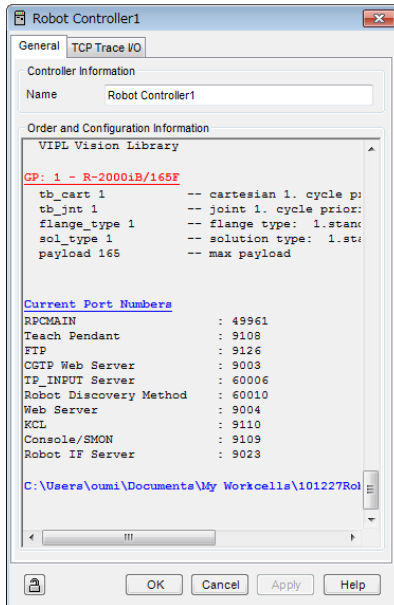 Robot Controller1
General TCP Trace I/O
Controller Information
Name Robot Controller1
Order and Configuration Information
VIPL Vision Library
GP: 1 - R-2000iB/165F
tb_cart 1 -- cartesian 1. cycle
tb_jnt 1 -- joint 1. cycle
flange_type 1 -- flange type: 1.
sol_type 1 -- solution type: 1.
payload 165 -- max payload
Current Port Numbers
RPCMAIN : 49961
Teach Pendant : 9108
FTP : 9126
CGTP Web Server : 9003
TP_INPUT Server : 60006
Robot Discovery Method : 60010
Web Server : 9004
KCL : 9110
Console/SMON : 9109
Robot IF Server : 9023
C:\Users\oumi\Documents\My Workcells\101227Rob
OK Cancel Apply Help